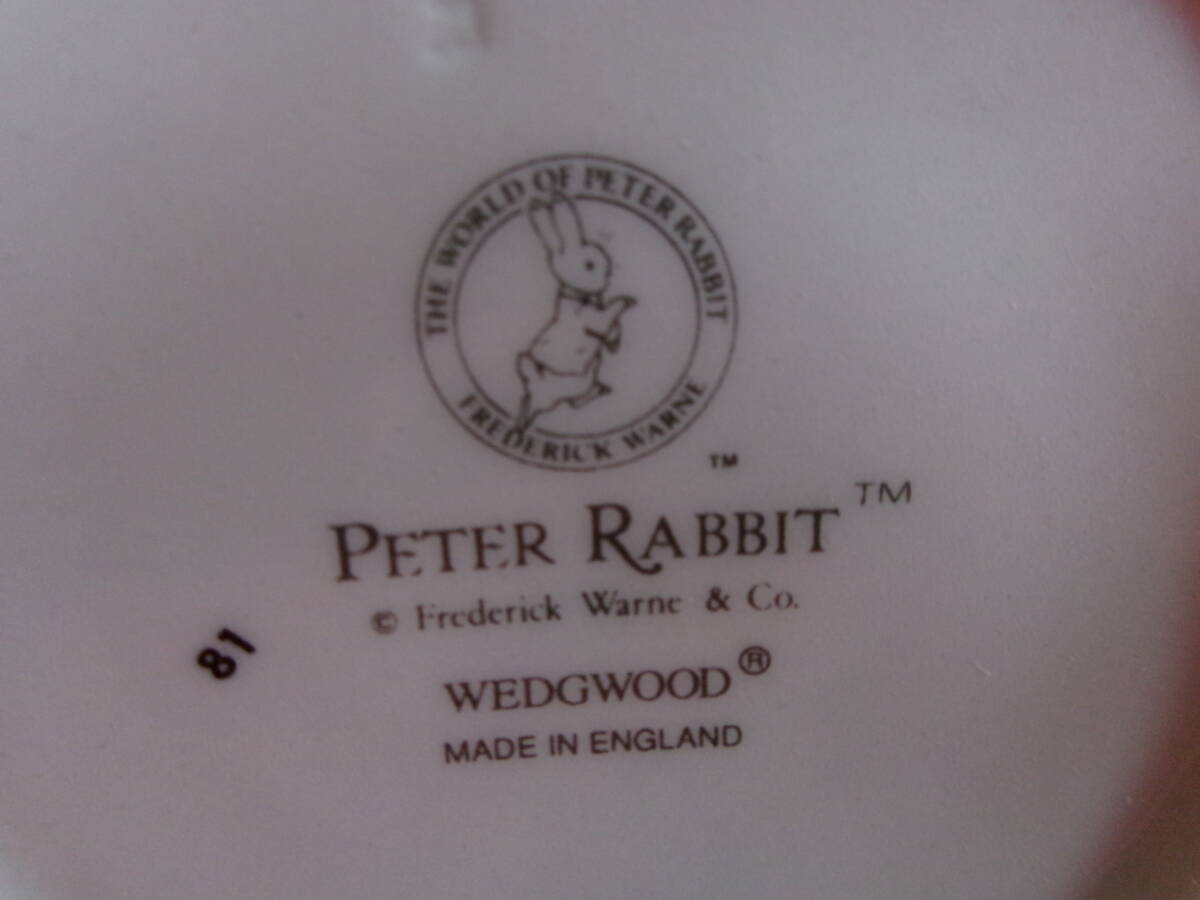 THE WORLD OF PETER RABBIT
FREDERICK WARNE
TM
PETER RABBIT TM
© Frederick Warne & Co.
81
WEDGWOOD ®
MADE IN ENGLAND